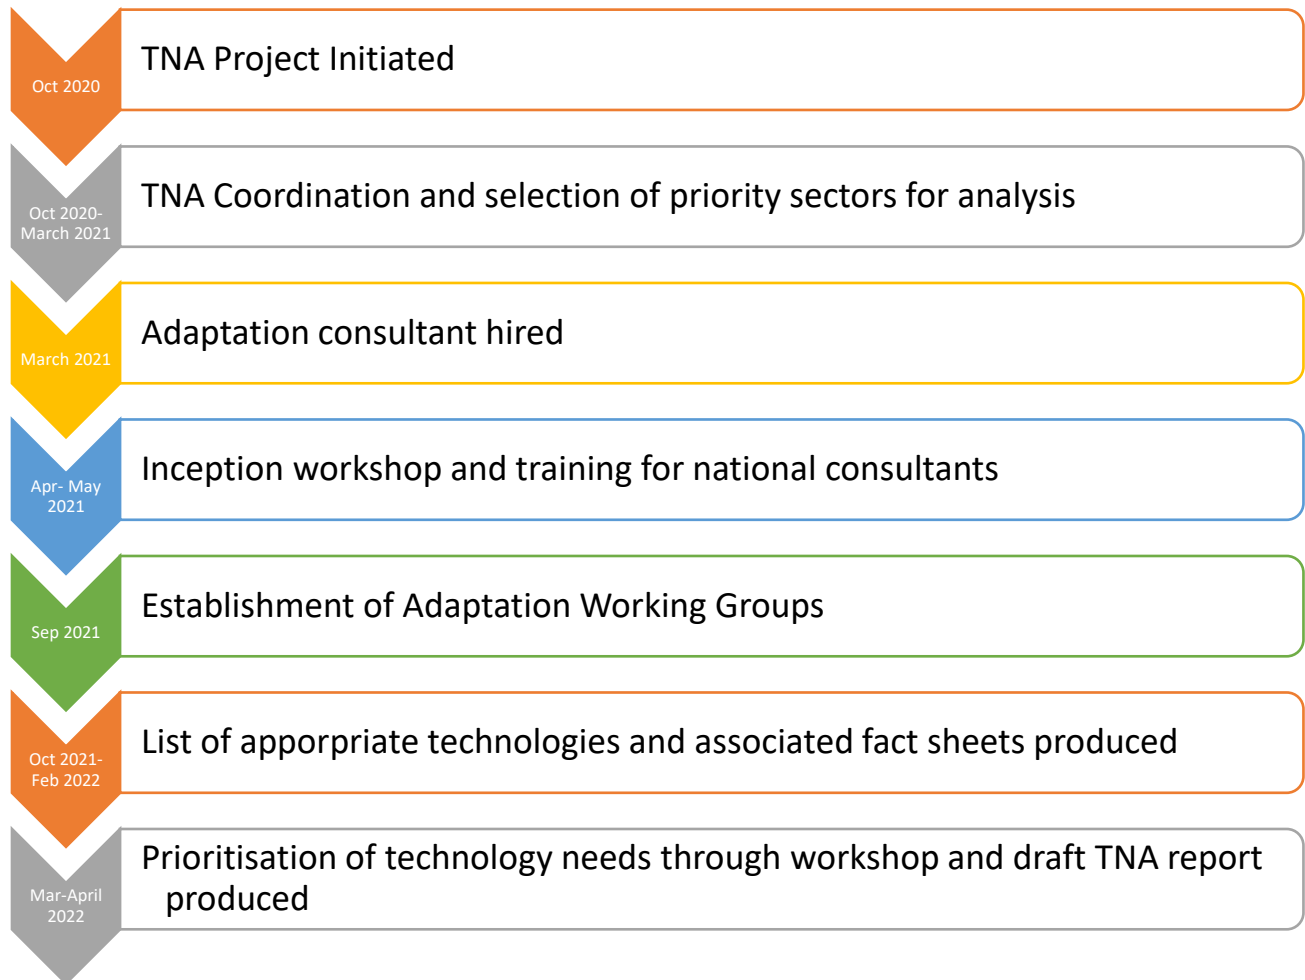 Oct 2020
TNA Project Initiated
Oct 2020-
March 2021
TNA Coordination and selection of priority sectors for analysis
March 2021
Adaptation consultant hired
Apr- May
2021
Inception workshop and training for national consultants
Sep 2021
Establishment of Adaptation Working Groups
Oct 2021-
Feb 2022
List of apporpriate technologies and associated fact sheets produced
Mar-April
2022
Prioritisation of technology needs through workshop and draft TNA report
produced